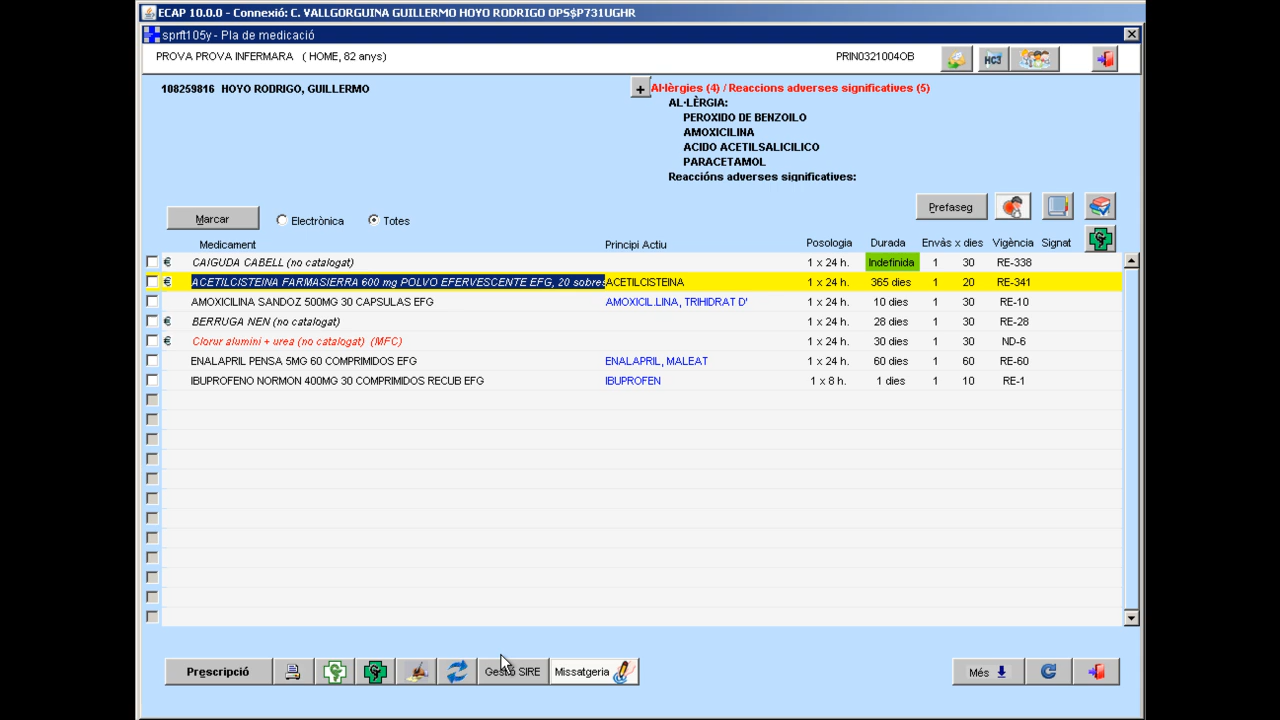 ECAP 10.0.0 - Connexió: C. VALLGORGUINA GUILLERMO HOYO RODRIGO OPS$P731UGHR
sprft105y - Pla de medicació
PROVA PROVA INFERMARA ( HOME, 82 anys) PRIN0321004OB HC3
108259816 HOYO RODRIGO, GUILLERMO
+ Al·lèrgies (4) / Reaccions adverses significatives (5)
AL·LÈRGIA:
PEROXIDO DE BENZOILO
AMOXICILINA
ACIDO ACETILSALICILICO
PARACETAMOL
Reaccións adverses significatives:
Marcar Electrònica Totes Prefaseg
Medicament Principi Actiu Posologia Durada Envàs x dies Vigència Signat
€ CAIGUDA CABELL (no catalogat) 1 x 24 h. Indefinida 1 30 RE-338
€ ACETILCISTEINA FARMASIERRA 600 mg POLVO EFERVESCENTE EFG, 20 sobres ACETILCISTEINA 1 x 24 h. 365 dies 1 20 RE-341
AMOXICILINA SANDOZ 500MG 30 CAPSULAS EFG AMOXICIL.LINA, TRIHIDRAT D' 1 x 24 h. 10 dies 1 30 RE-10
€ BERRUGA NEN (no catalogat) 1 x 24 h. 28 dies 1 30 RE-28
€ Clorur alumini + urea (no catalogat) (MFC) 1 x 24 h. 30 dies 1 30 ND-6
ENALAPRIL PENSA 5MG 60 COMPRIMIDOS EFG ENALAPRIL, MALEAT 1 x 24 h. 60 dies 1 60 RE-60
IBUPROFENO NORMON 400MG 30 COMPRIMIDOS RECUB EFG IBUPROFEN 1 x 8 h. 1 dies 1 10 RE-1
Prescripció Gestió SIRE Missatgeria Més